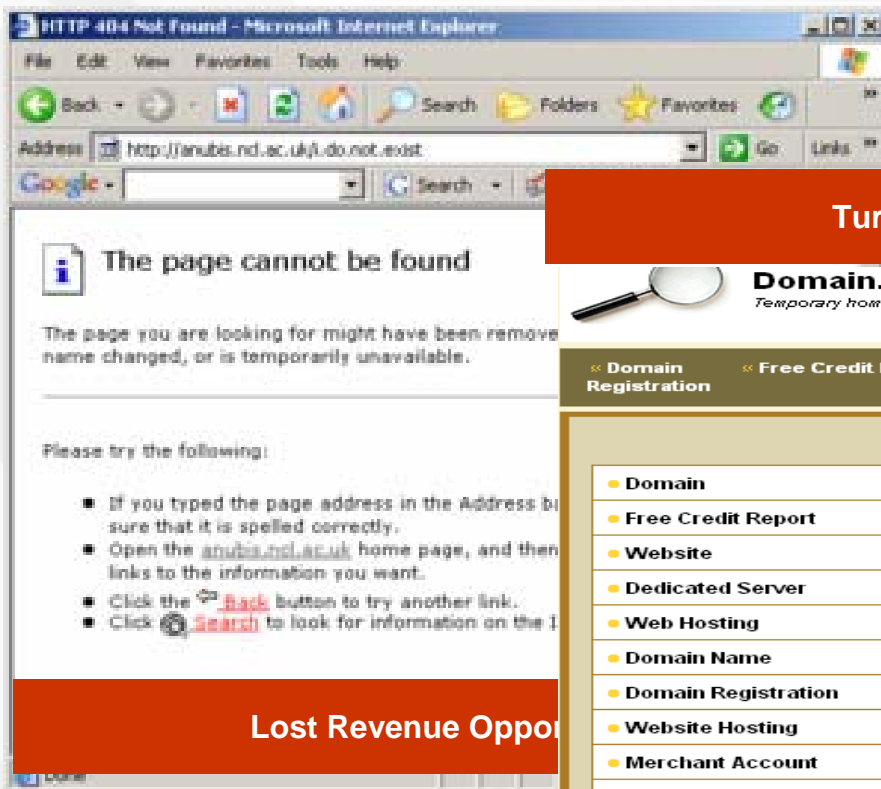 HTTP 404 Not Found - Microsoft Internet Explorer
File Edit View Favorites Tools Help
Back Search Folders Favorites
Address http://anubis.ncl.ac.uk/i.do.not.exist Go Links
Google Search
The page cannot be found
The page you are looking for might have been remove
name changed, or is temporarily unavailable.
Please try the following:
If you typed the page address in the Address ba
sure that it is spelled correctly.
Open the anubis.ncl.ac.uk home page, and then
links to the information you want.
Click the Back button to try another link.
Click Search to look for information on the I
Lost Revenue Oppo
Done
Tur
Domain.
Temporary hom
« Domain
Registration
« Free Credit
Domain
Free Credit Report
Website
Dedicated Server
Web Hosting
Domain Name
Domain Registration
Website Hosting
Merchant Account